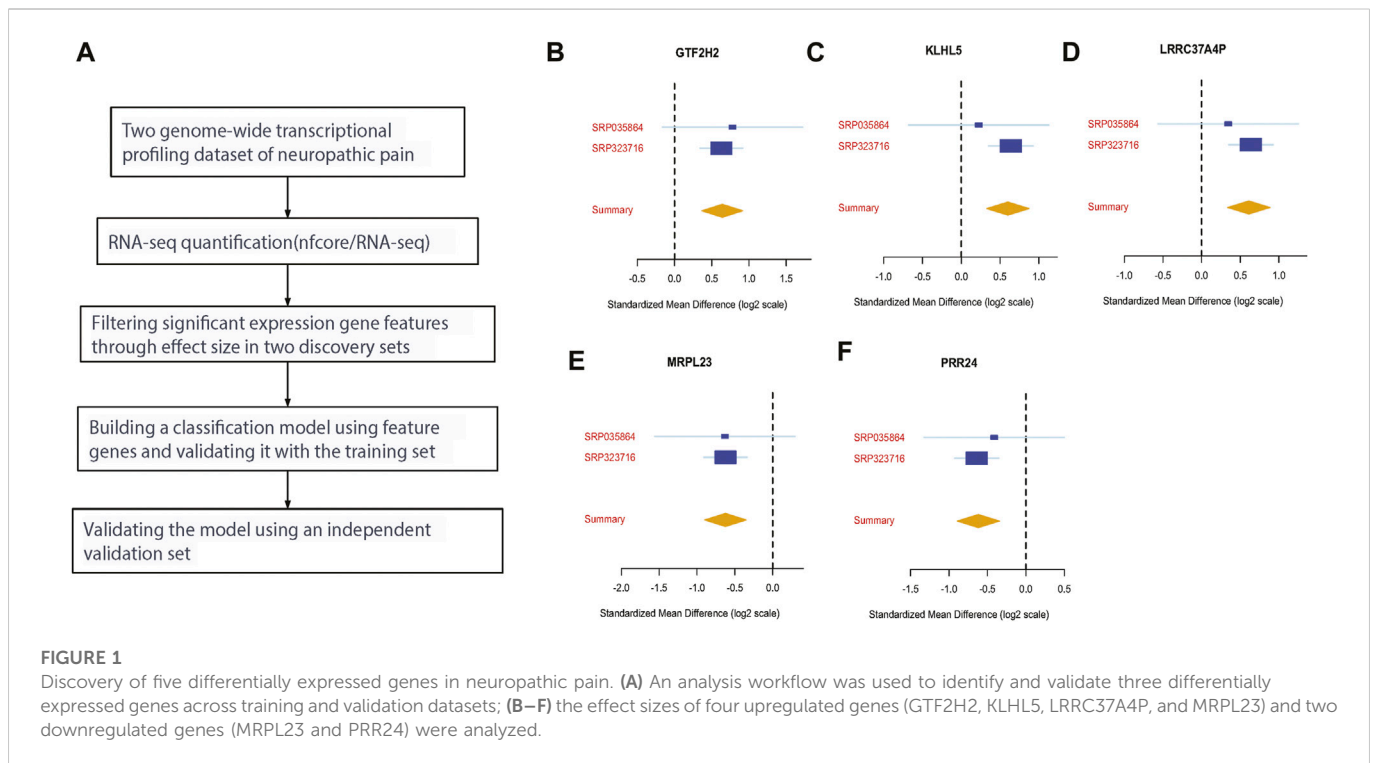 A
Two genome-wide transcriptional
profiling dataset of neuropathic pain
RNA-seq quantification(nfcore/RNA-seq)
Filtering significant expression gene features
through effect size in two discovery sets
Building a classification model using feature
genes and validating it with the training set
Validating the model using an independent
validation set
B
GTF2H2
SRP035864
SRP323716
Summary
-0.5 0.0 0.5 1.0 1.5
Standardized Mean Difference (log2 scale)
C
KLHL5
SRP035864
SRP323716
Summary
-1.0 -0.5 0.0 0.5 1.0
Standardized Mean Difference (log2 scale)
D
LRRC37A4P
SRP035864
SRP323716
Summary
-1.0 -0.5 0.0 0.5 1.0
Standardized Mean Difference (log2 scale)
E
MRPL23
SRP035864
SRP323716
Summary
-2.0 -1.5 -1.0 -0.5 0.0
Standardized Mean Difference (log2 scale)
F
PRR24
SRP035864
SRP323716
Summary
-1.5 -1.0 -0.5 0.0 0.5
Standardized Mean Difference (log2 scale)
FIGURE 1
Discovery of five differentially expressed genes in neuropathic pain. (A) An analysis workflow was used to identify and validate three differentially
expressed genes across training and validation datasets; (B–F) the effect sizes of four upregulated genes (GTF2H2, KLHL5, LRRC37A4P, and MRPL23) and two
downregulated genes (MRPL23 and PRR24) were analyzed.